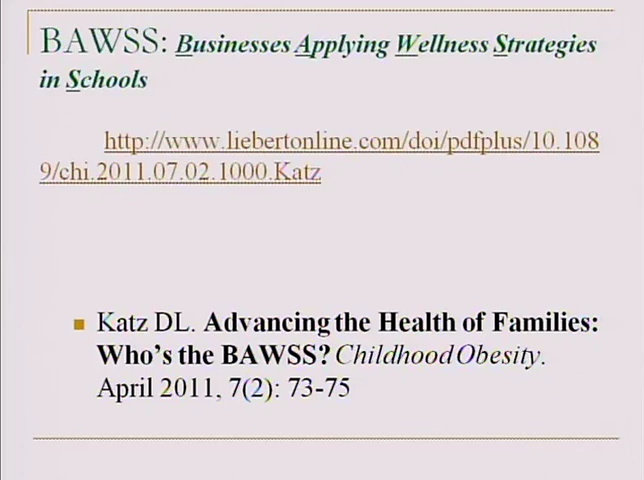 BAWSS: Businesses Applying Wellness Strategies
in Schools
http://www.liebertonline.com/doi/pdfplus/10.108
9/chi.2011.07.02.1000.Katz
■ Katz DL. Advancing the Health of Families:
Who's the BAWSS? Childhood Obesity.
April 2011, 7(2): 73-75